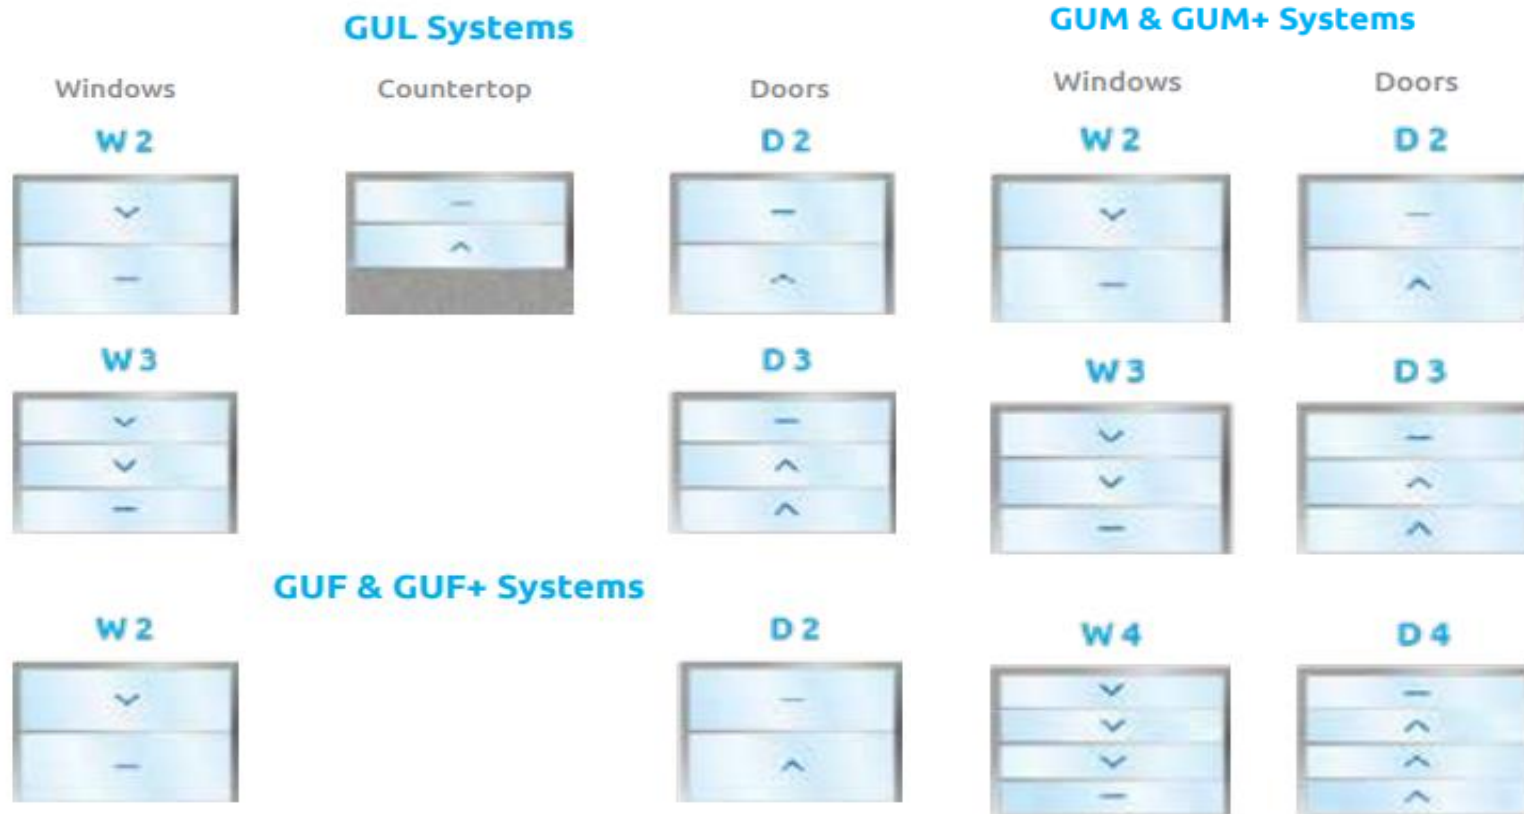 GUL Systems
Windows
Countertop
Doors
W 2
D 2
W 3
D 3
GUF & GUF+ Systems
W 2
D 2
GUM & GUM+ Systems
Windows
Doors
W 2
D 2
W 3
D 3
W 4
D 4